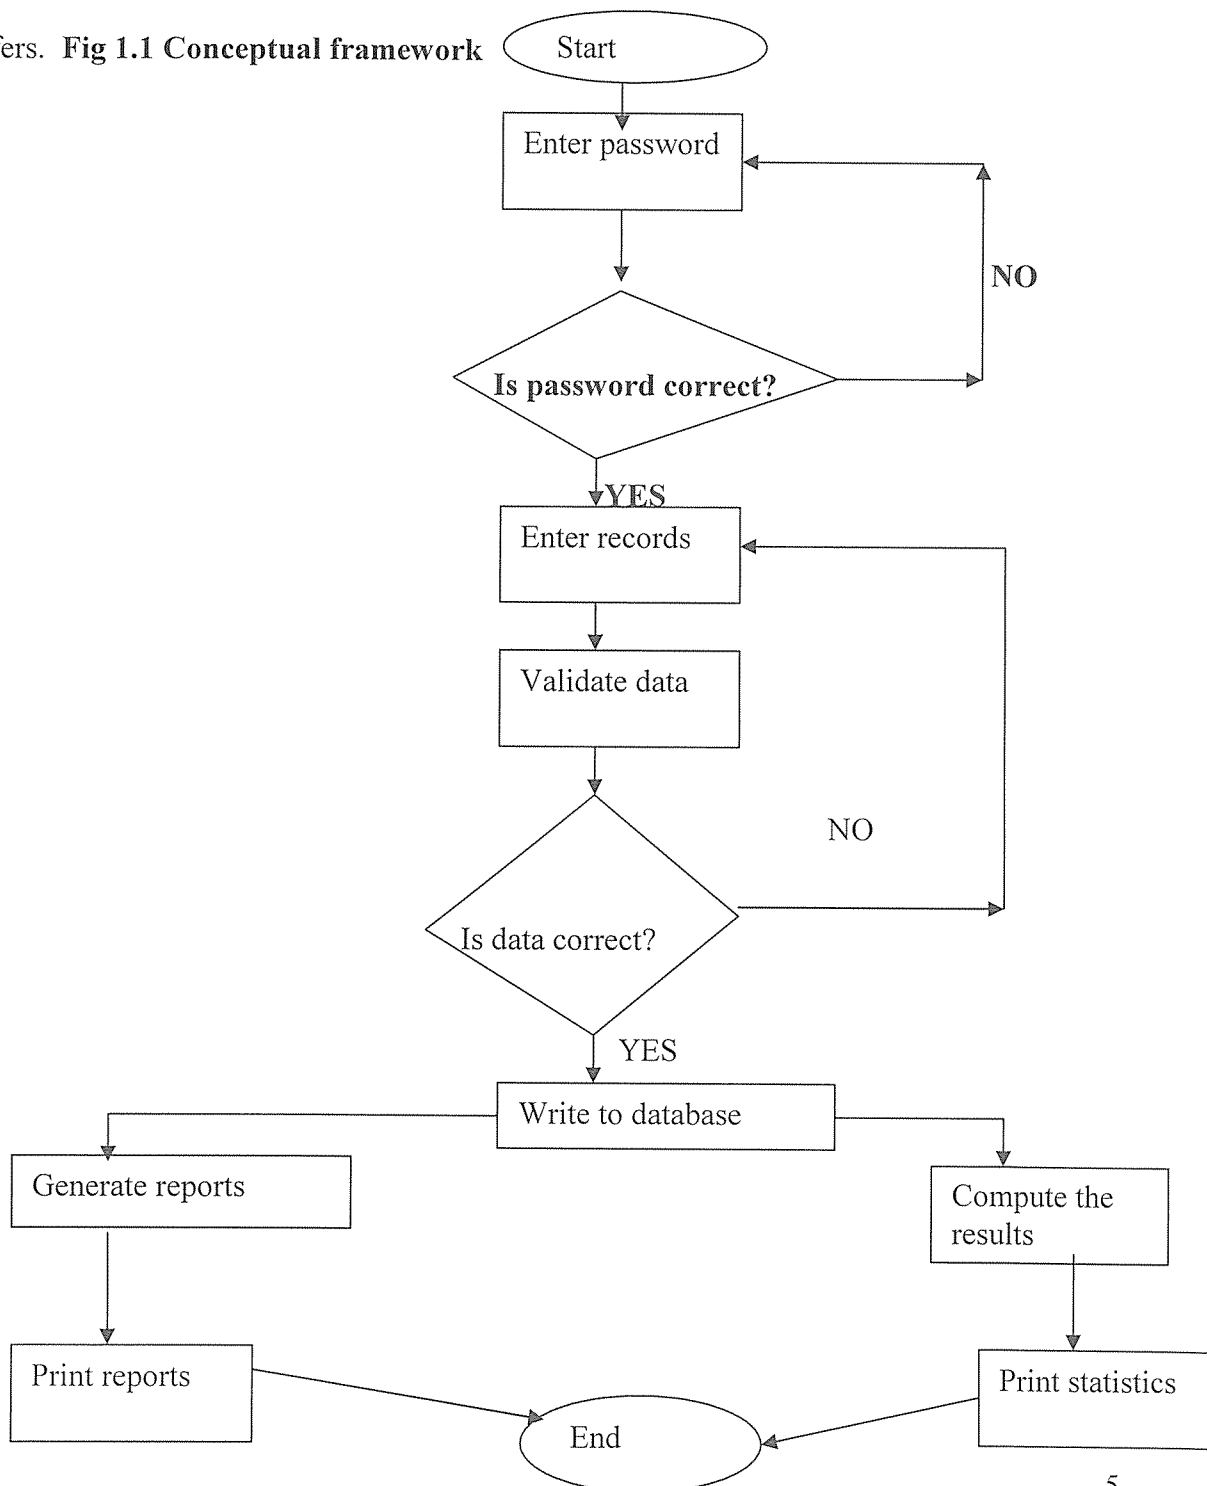 Fig 1.1 Conceptual framework
Start
Enter password
NO
Is password correct?
YES
Enter records
Validate data
NO
Is data correct?
YES
Write to database
Generate reports
Compute the
results
Print reports
Print statistics
End
5